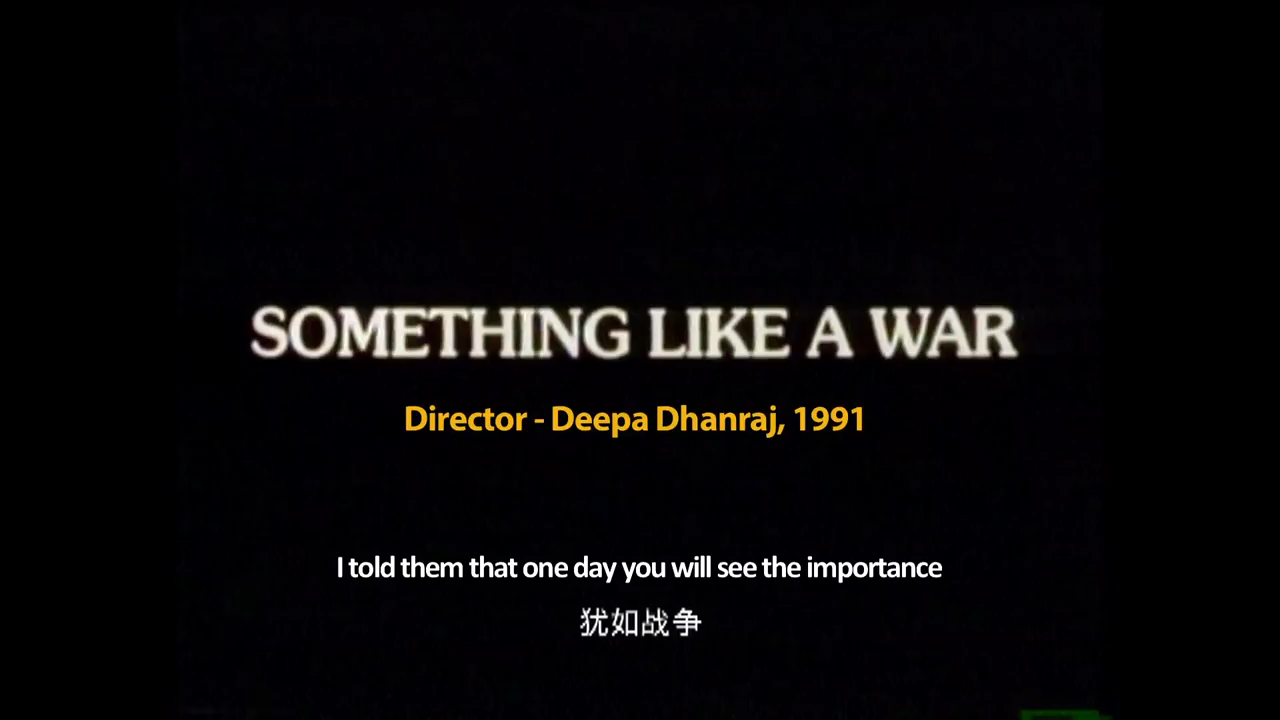 SOMETHING LIKE A WAR
Director - Deepa Dhanraj, 1991
I told them that one day you will see the importance
犹如战争